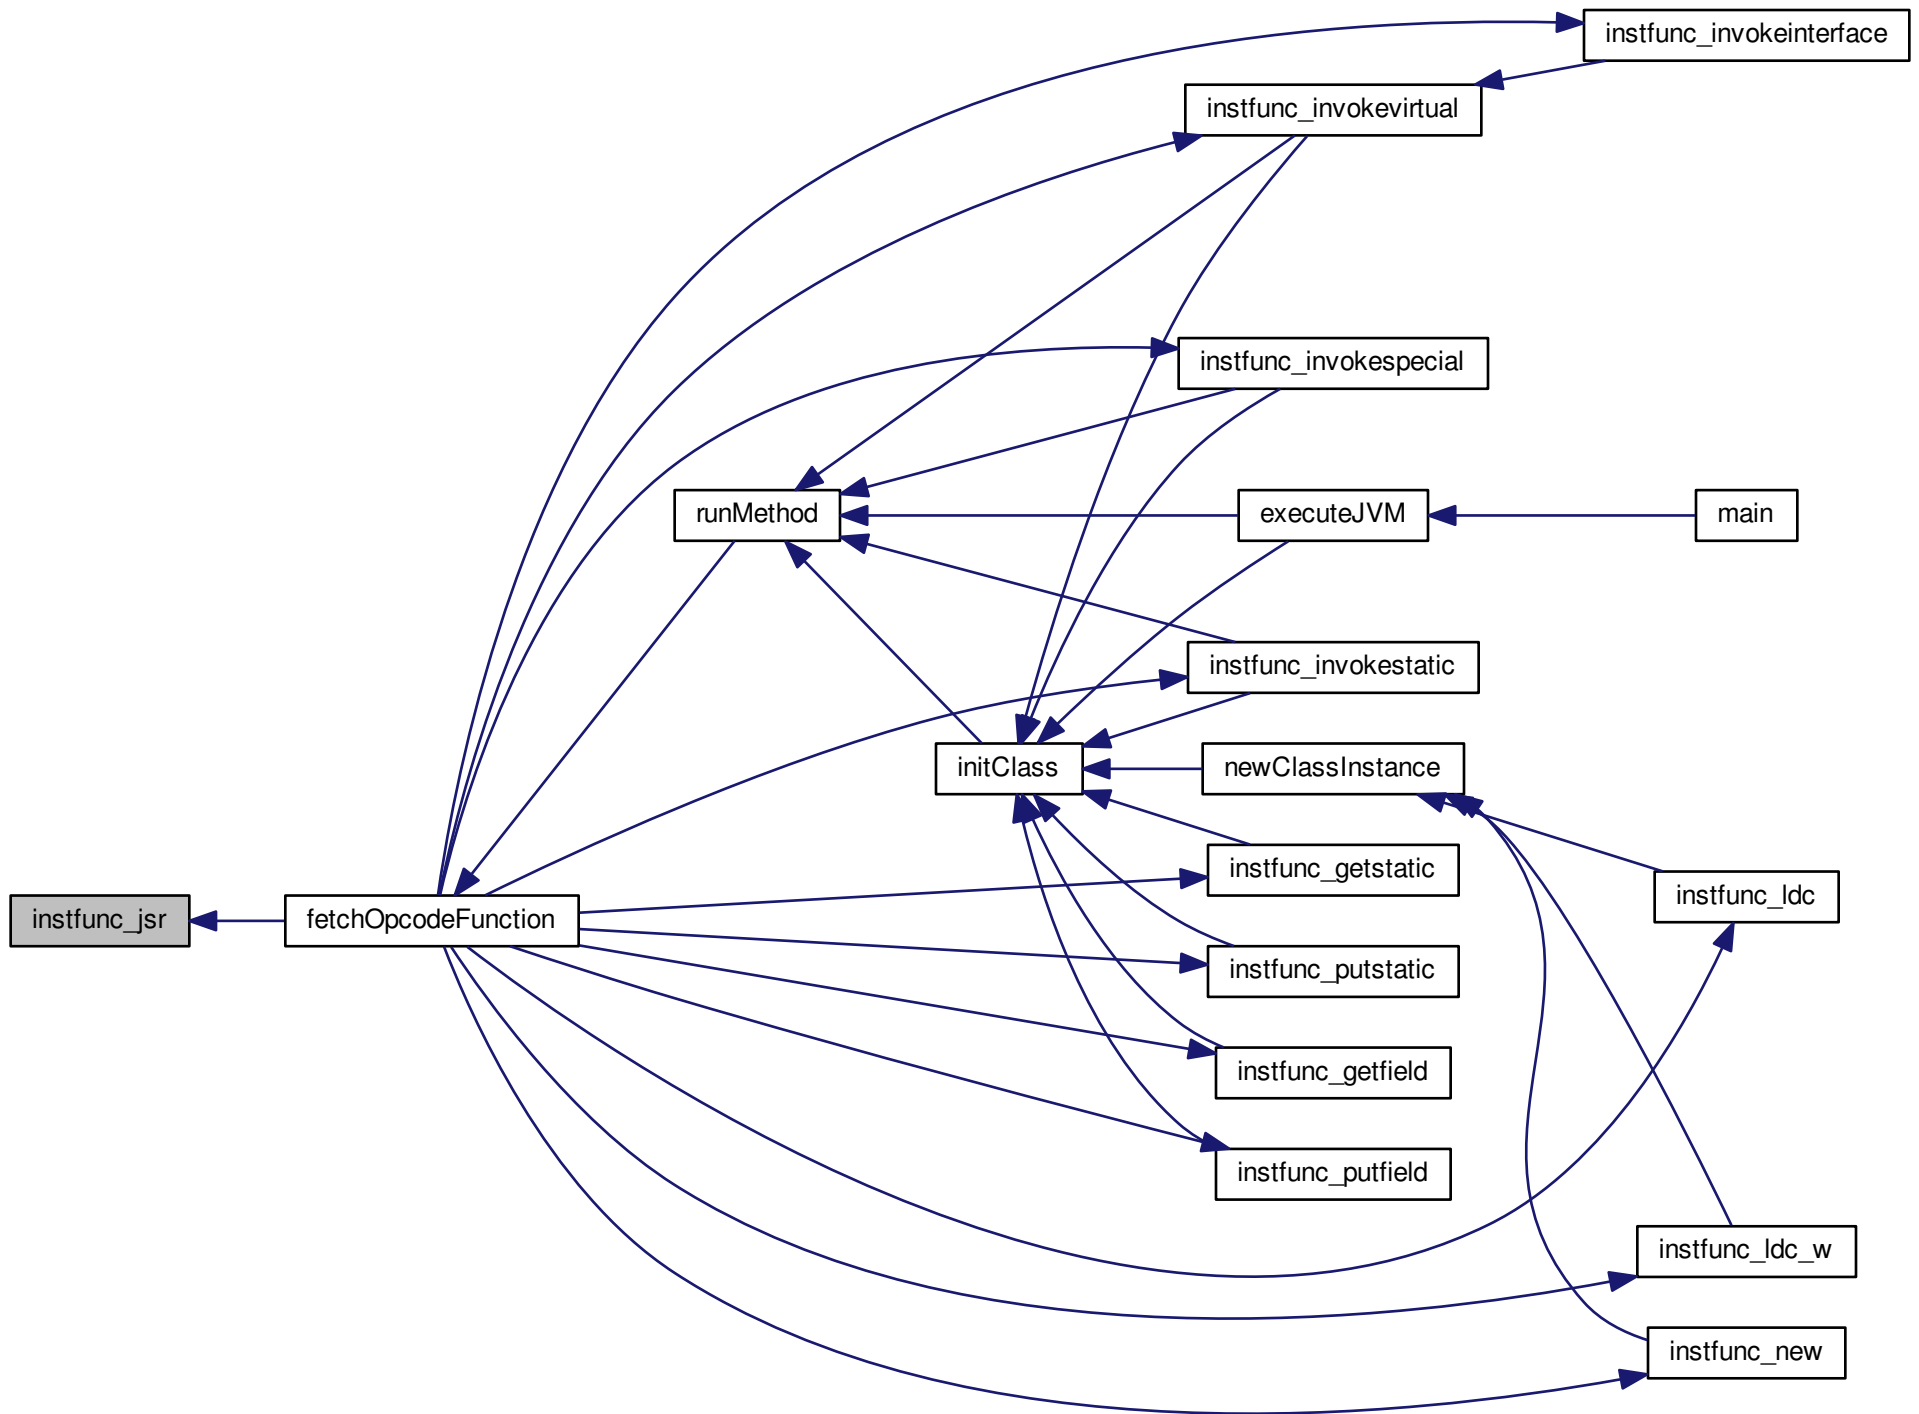 instfunc_invokeinterface
instfunc_invokevirtual
instfunc_invokespecial
runMethod
executeJVM
main
instfunc_invokestatic
initClass
newClassInstance
instfunc_getstatic
instfunc_ldc
instfunc_jsr
fetchOpcodeFunction
instfunc_putstatic
instfunc_getfield
instfunc_putfield
instfunc_ldc_w
instfunc_new